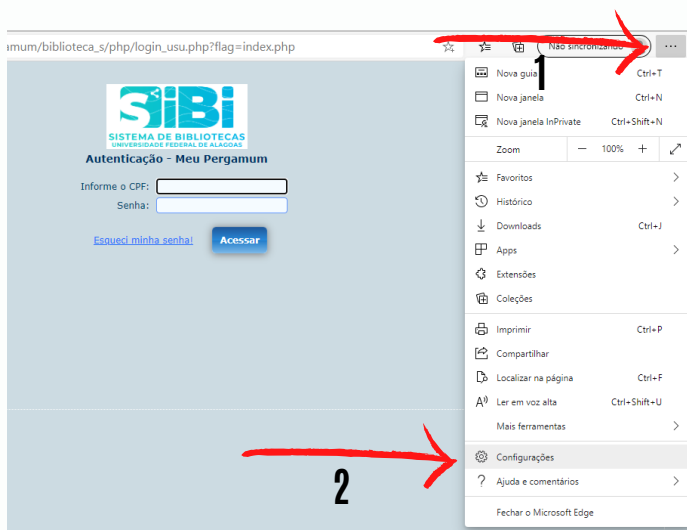 amum/biblioteca_s/php/login_usu.php?flag=index.php
Não sincronizando
1
SiBi
SISTEMA DE BIBLIOTECAS
UNIVERSIDADE FEDERAL DE ALAGOAS
Autenticação - Meu Pergamum
Informe o CPF:
Senha:
Esqueci minha senha!
Acessar
Nova guia Ctrl+T
Nova janela Ctrl+N
Nova janela InPrivate Ctrl+Shift+N
Zoom — 100% +
Favoritos
Histórico
Downloads Ctrl+J
Apps
Extensões
Coleções
Imprimir Ctrl+P
Compartilhar
Localizar na página Ctrl+F
Ler em voz alta Ctrl+Shift+U
Mais ferramentas
2
Configurações
Ajuda e comentários
Fechar o Microsoft Edge